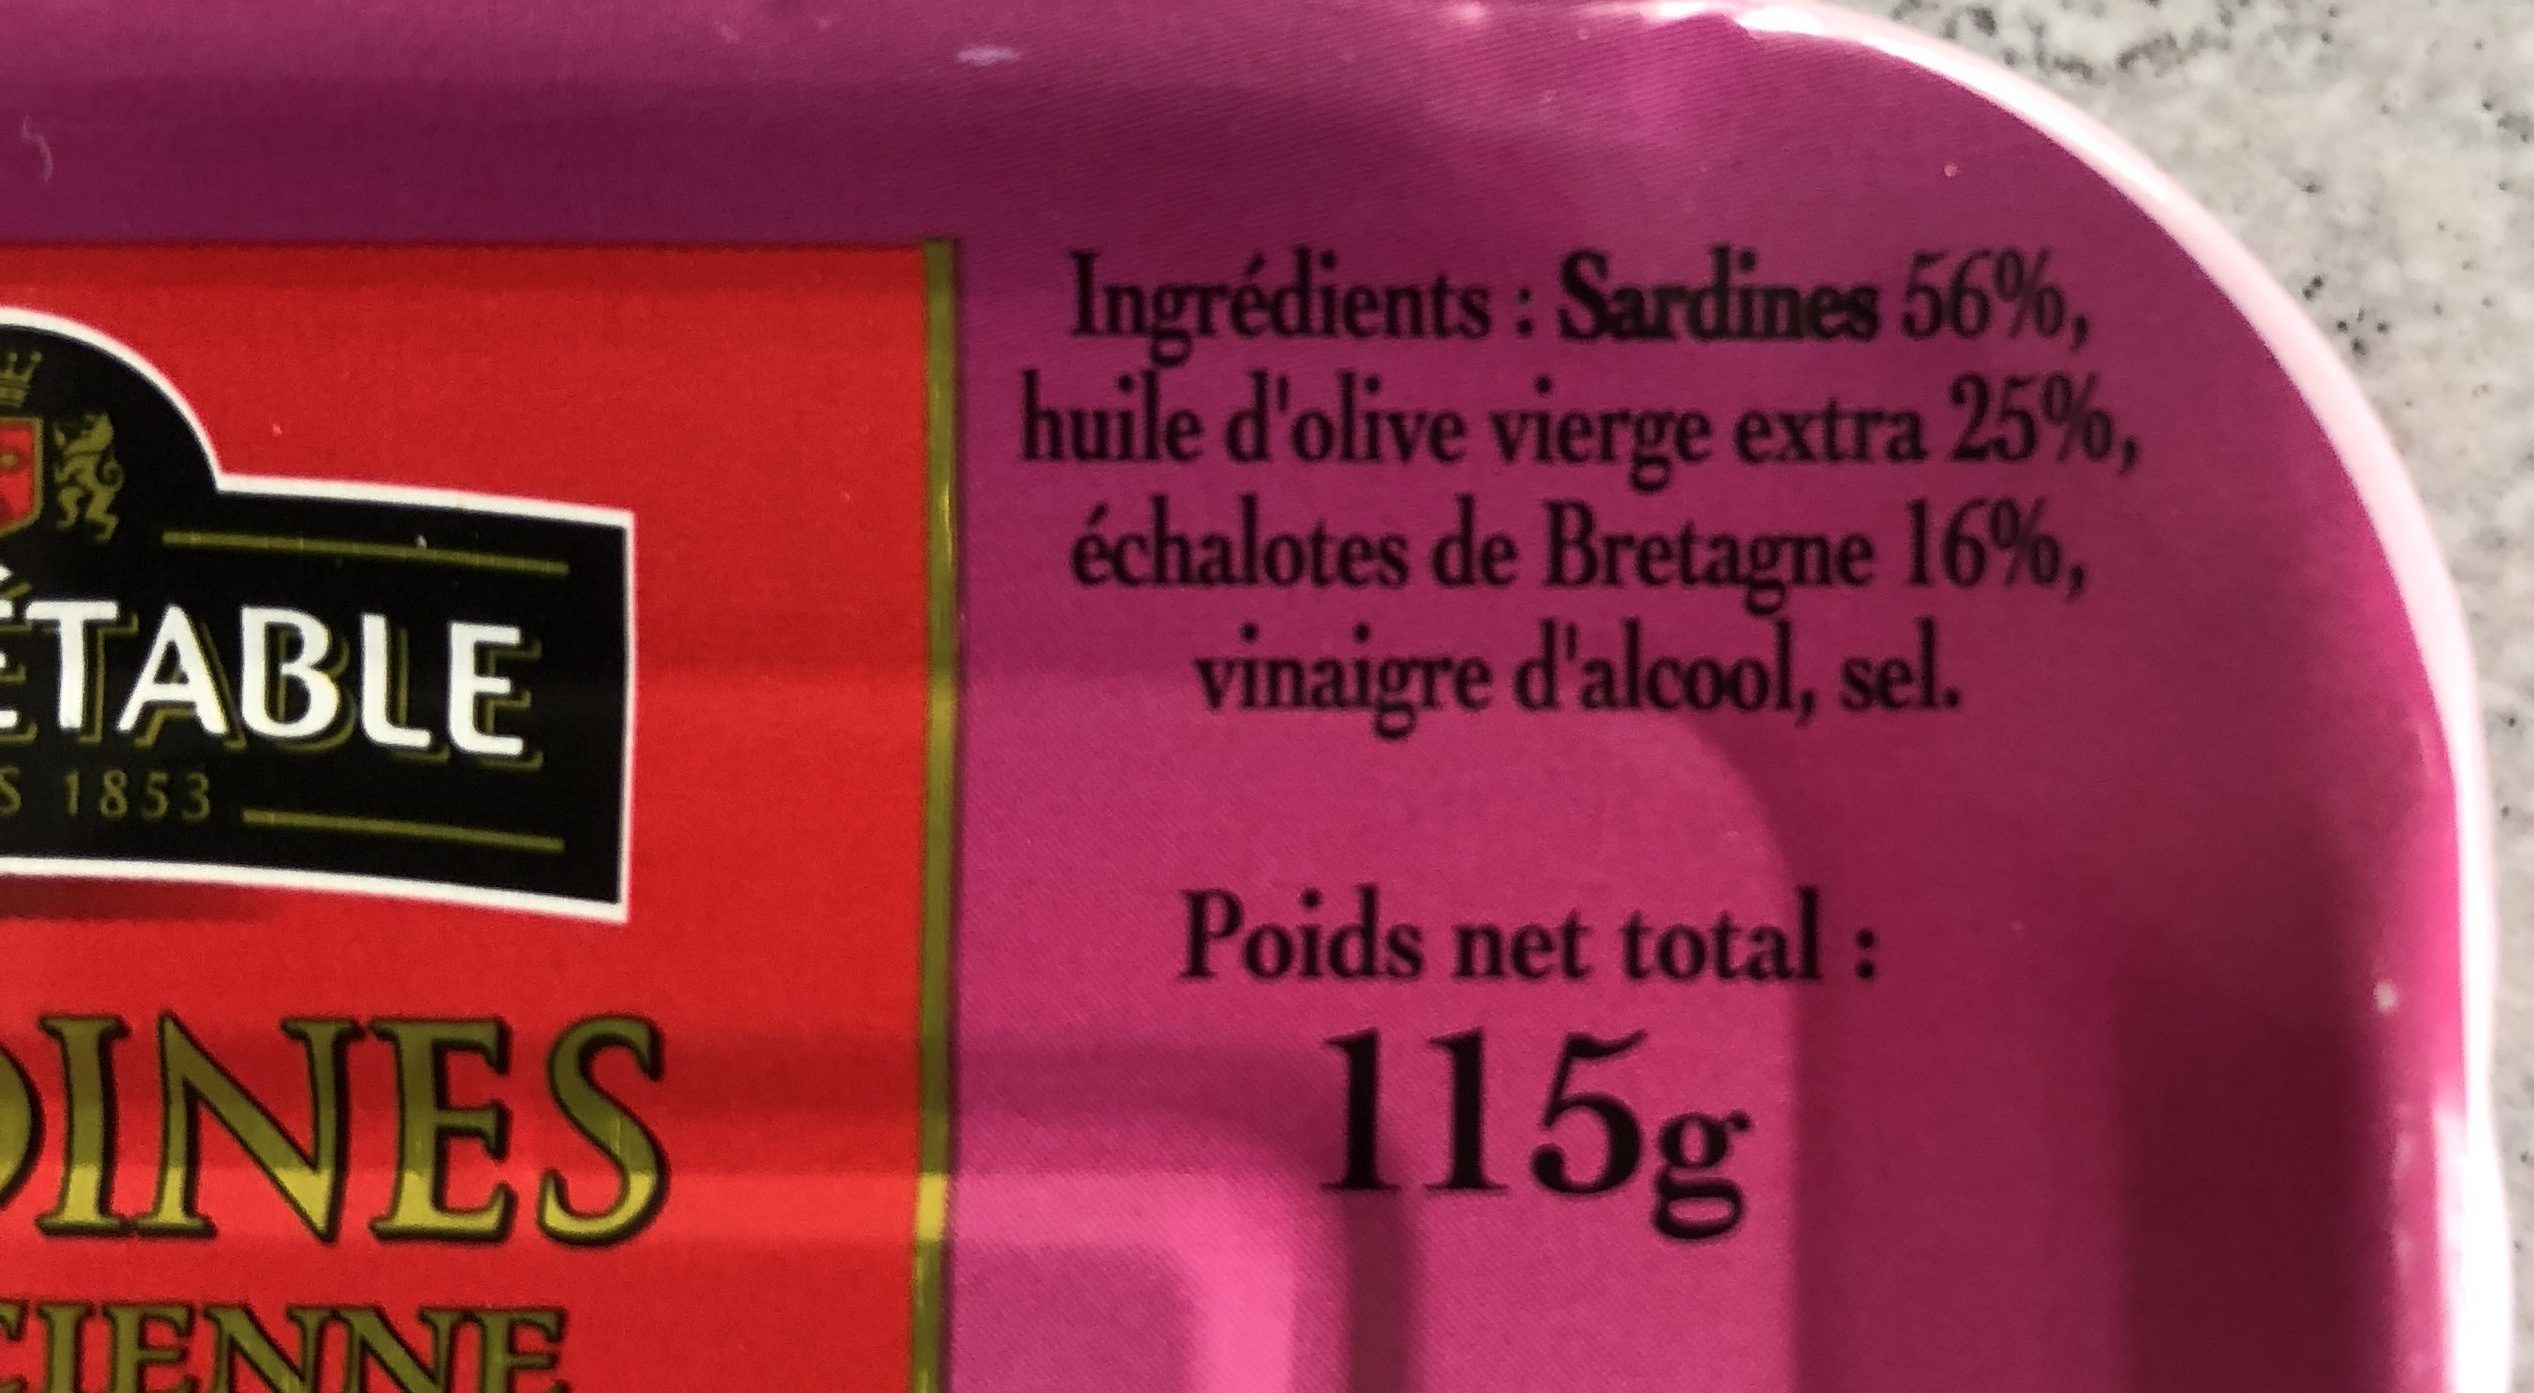 ÉTABLE
S 1853
DINES
CIENNE
Ingrédients : Sardines 56%,
huile d'olive vierge extra 25%,
échalotes de Bretagne 16%,
vinaigre d'alcool, sel.
Poids net total :
115g